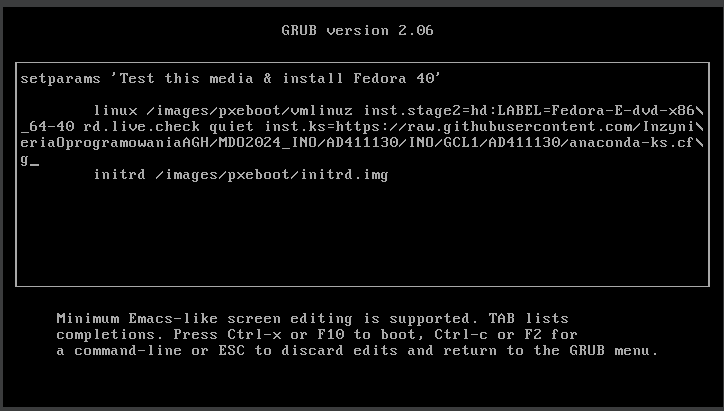 GRUB version 2.06
setparams 'Test this media & install Fedora 40'
linux /images/pxeboot/vmlinuz inst.stage2=hd:LABEL=Fedora-E-dvd-x86\
_64-40 rd.live.check quiet inst.ks=https://raw.githubusercontent.com/Inzyni\
eriaOprogramowaniaAGH/MDO2024_INO/AD411130/INO/GCL1/AD411130/anaconda-ks.cf\
g_
initrd /images/pxeboot/initrd.img
Minimum Emacs-like screen editing is supported. TAB lists
completions. Press Ctrl-x or F10 to boot, Ctrl-c or F2 for
a command-line or ESC to discard edits and return to the GRUB menu.